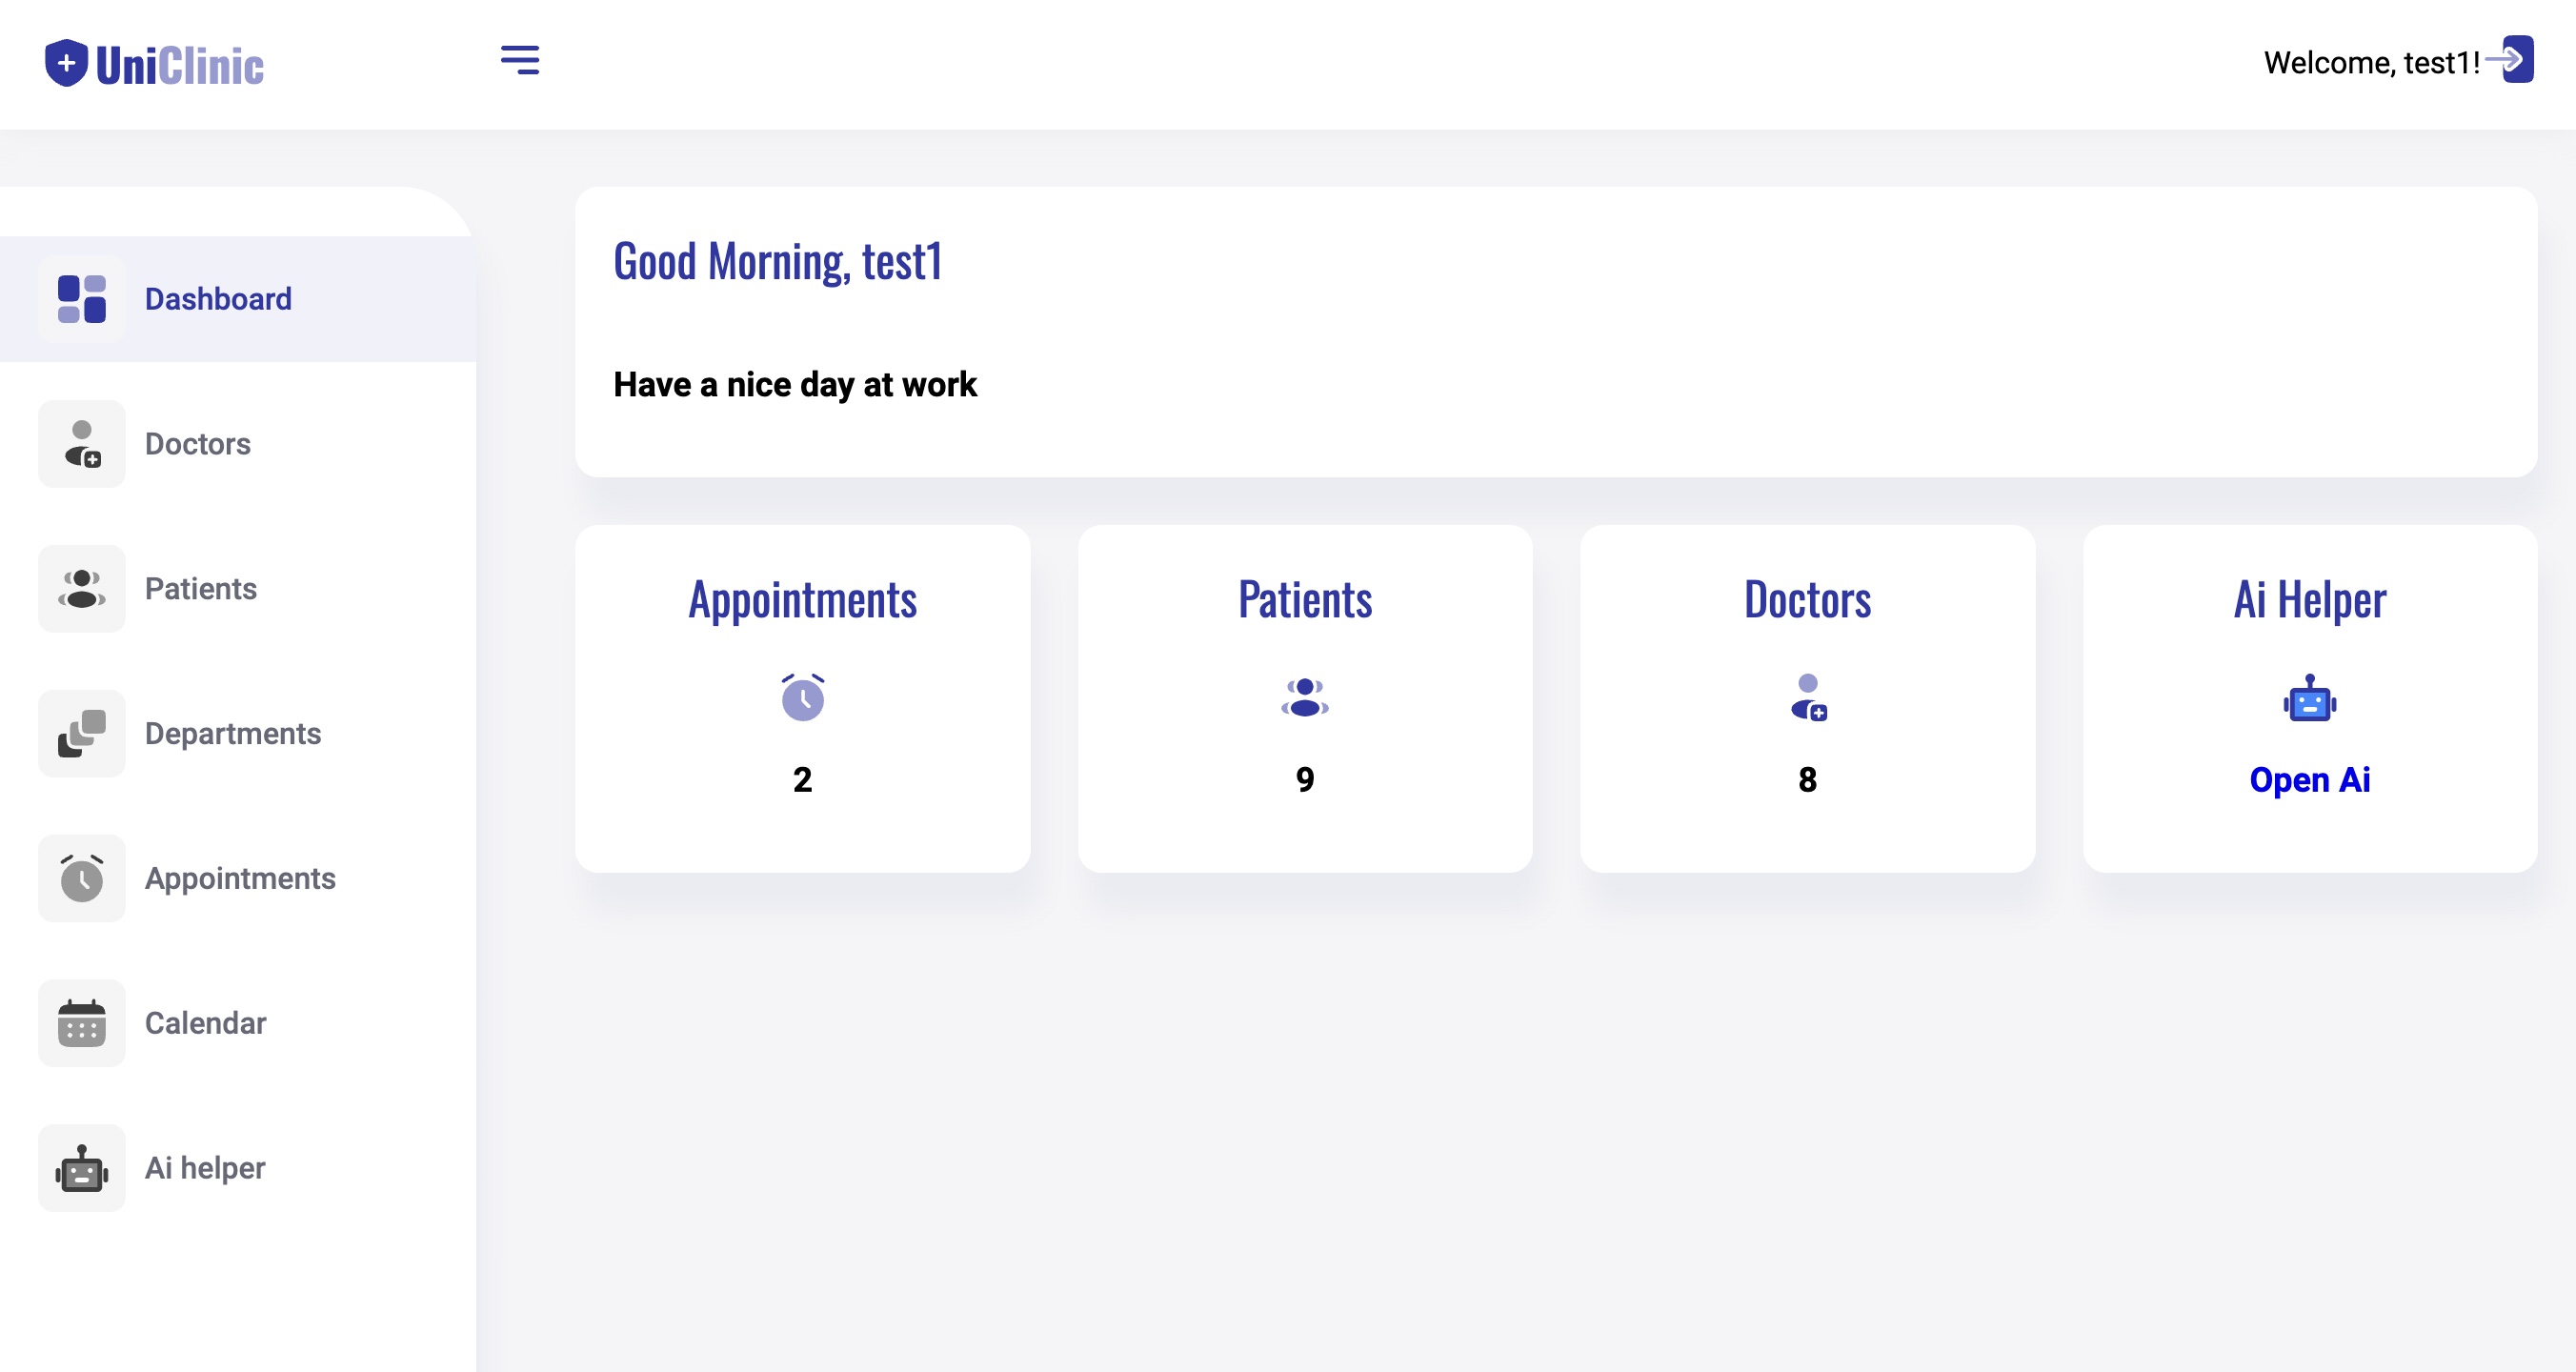 UniClinic
Welcome, test1!
Dashboard
Doctors
Patients
Departments
Appointments
Calendar
Ai helper
Good Morning, test1
Have a nice day at work
Appointments
2
Patients
9
Doctors
8
Ai Helper
Open Ai